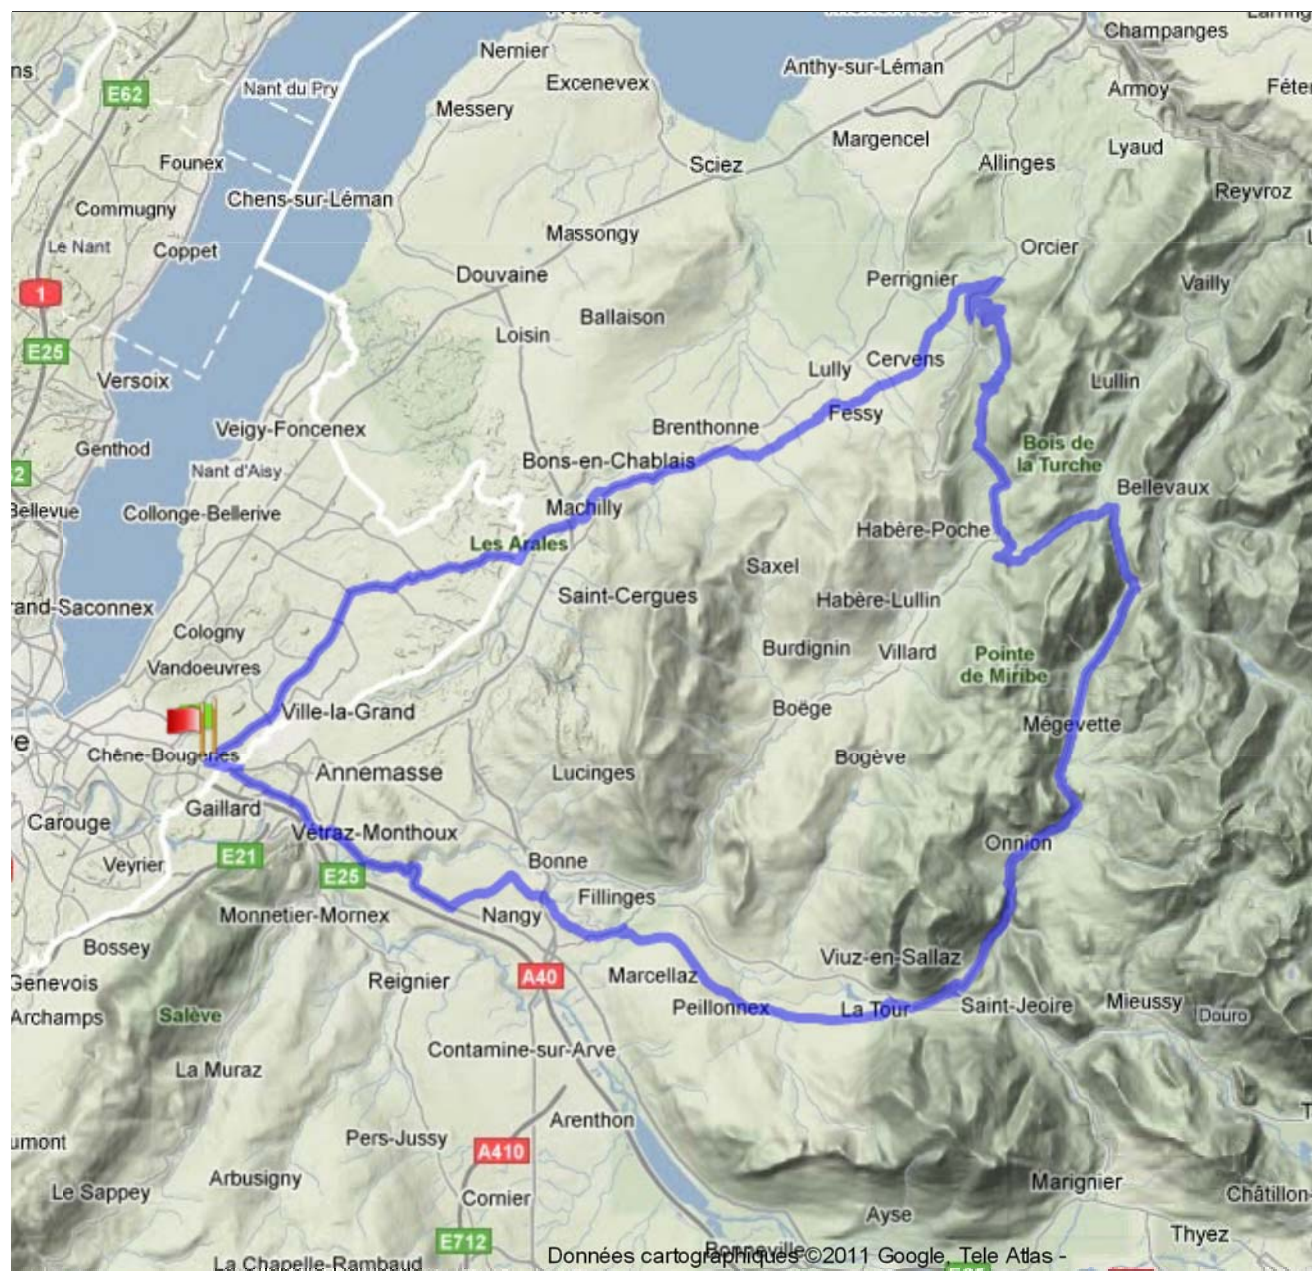 Nernier
Champanges
Excenevex
Anthy-sur-Léman
E62
Nant du Pry
Armoy
Messery
Margencel
Lyaud
Founex
Sciez
Allinges
Chens-sur-Léman
Reyvroz
Commugny
Massongy
Le Nant
Coppet
Orcier
Douvaine
Perrignier
Vailly
1
Ballaison
Loisin
E25
Lully
Cervens
Versoix
Lullin
Fessy
Veigy-Foncenex
Brenthonne
Genthod
Bois de
la Turche
Bons-en-Chablais
Nant d'Aisy
Bellevaux
Bellevue
Collonge-Bellerive
Machilly
Habère-Poche
Les Arales
Saxel
Saint-Cergues
Habère-Lullin
rand-Saconnex
Cologny
Burdignin
Villard
Pointe
de Miribe
Vandoeuvres
Ville-la-Grand
Boëge
Mégevette
Chêne-Bougeries
Bogève
Annemasse
Lucinges
Gaillard
Carouge
Vétraz-Monthoux
Onnion
Veyrier
E21
Bonne
E25
Fillinges
Monnetier-Mornex
Nangy
Bossey
Viuz-en-Sallaz
Genevois
Reignier
A40
Marcellaz
Archamps
Salève
Peillonnex
La Tour
Saint-Jeoire
Mieussy
Douro
Contamine-sur-Arve
La Muraz
Arenthon
Pers-Jussy
A410
Arbusigny
Le Sappey
Cornier
Marignier
Châtillon-
Ayse
Thyez
E712
Bonneville
La Chapelle-Rambaud
Données cartographiques ©2011 Google, Tele Atlas -